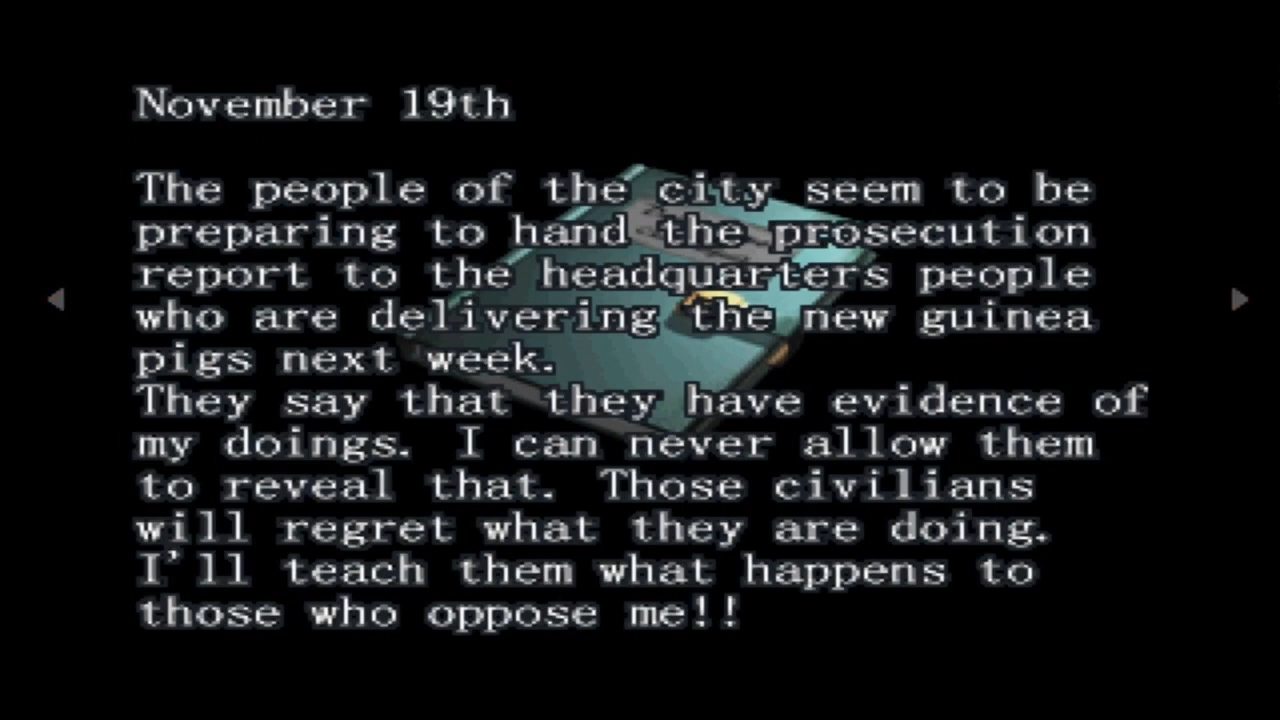 November 19th
The people of the city seem to be
preparing to hand the prosecution
report to the headquarters people
who are delivering the new guinea
pigs next week.
They say that they have evidence of
my doings. I can never allow them
to reveal that. Those civilians
will regret what they are doing.
I'll teach them what happens to
those who oppose me!!